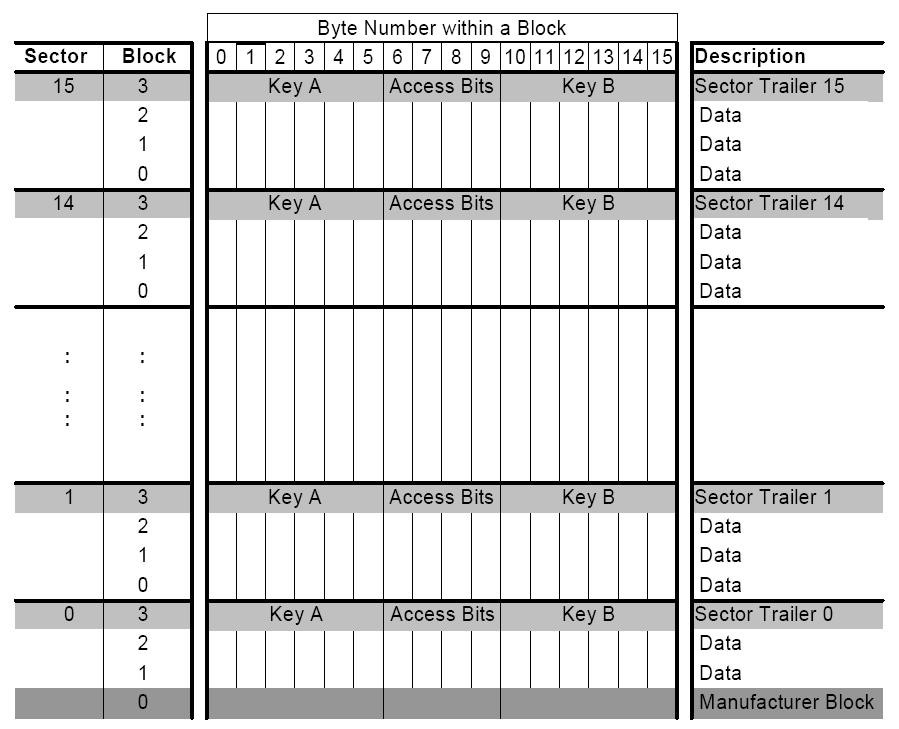 Byte Number within a Block
Sector Block 0 1 2 3 4 5 6 7 8 9 10 11 12 13 14 15 Description
15 3 Key A Access Bits Key B Sector Trailer 15
2 Data
1 Data
0 Data
14 3 Key A Access Bits Key B Sector Trailer 14
2 Data
1 Data
0 Data
: :
: :
: :
1 3 Key A Access Bits Key B Sector Trailer 1
2 Data
1 Data
0 Data
0 3 Key A Access Bits Key B Sector Trailer 0
2 Data
1 Data
0 Manufacturer Block